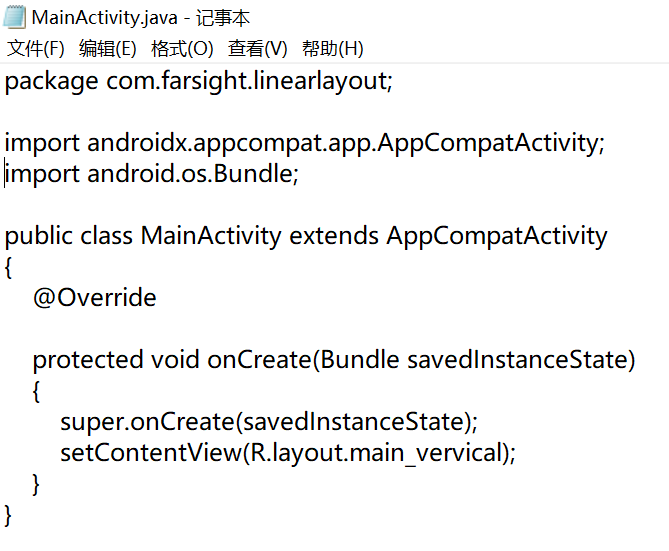 MainActivity.java - 记事本
文件(F) 编辑(E) 格式(O) 查看(V) 帮助(H)
package com.farsight.linearlayout;
import androidx.appcompat.app.AppCompatActivity;
import android.os.Bundle;
public class MainActivity extends AppCompatActivity
{
@Override
protected void onCreate(Bundle savedInstanceState)
{
super.onCreate(savedInstanceState);
setContentView(R.layout.main_vervical);
}
}